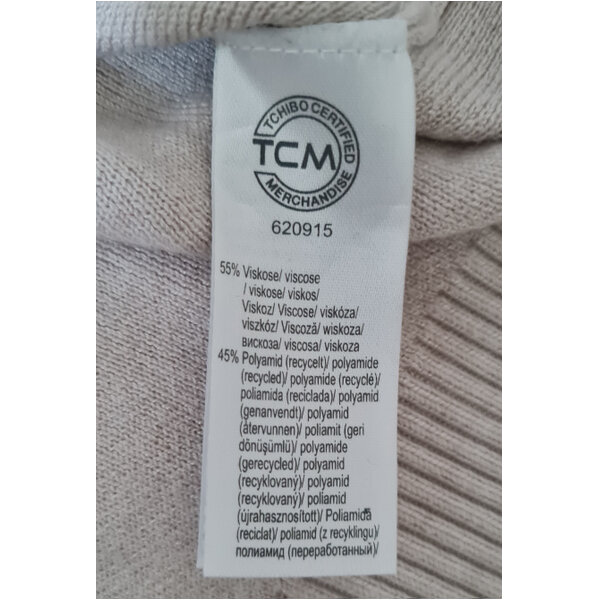 TCHIBO CERTIFIED
TCM
MERCHANDISE
620915
55% Viskose/ viscose
/ viskose/ viskos/
Viskoz/ Viscose/ viskóza/
viszkóz/ Viscoză/ wiskoza/
вискоза/ viscosa/ viskoza
45% Polyamid (recycelt)/ polyamide
(recycled)/ polyamide (recyclé)/
poliamida (reciclada)/ polyamid
(genanvendt)/ polyamid
(återvunnen)/ poliamit (geri
dönüşümlü)/ polyamide
(gerecycled)/ polyamid
(recyklovaný)/ polyamid
(recyklovaný)/ poliamid
(újrahasznosított)/ Poliamida
(reciclat)/ poliamid (z recyklingu)/
полиамид (переработанный)/